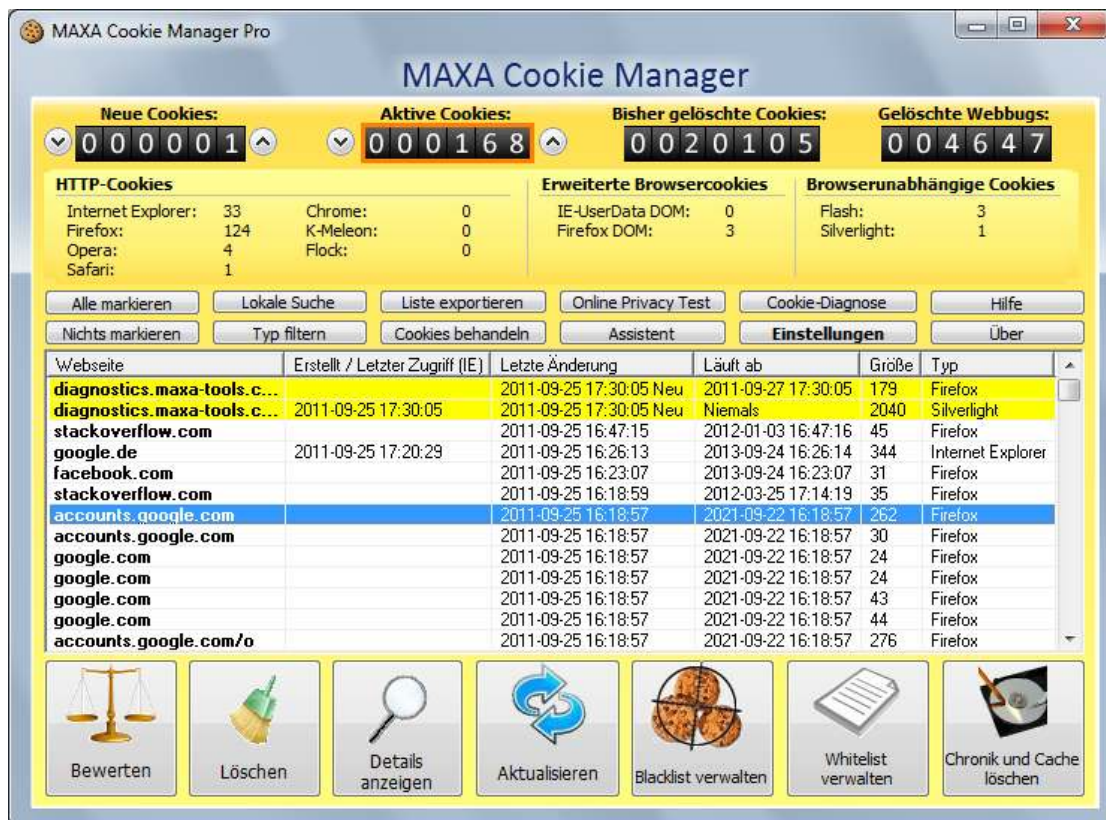 MAXA Cookie Manager Pro
MAXA Cookie Manager
Neue Cookies: Aktive Cookies: Bisher gelöschte Cookies: Gelöschte Webbugs:
000001 000168 0020105 004647
HTTP-Cookies Erweiterte Browsercookies Browserunabhängige Cookies
Internet Explorer: 33 Chrome: 0 IE-UserData DOM: 0 Flash: 3
Firefox: 124 K-Meleon: 0 Firefox DOM: 3 Silverlight: 1
Opera: 4 Flock: 0
Safari: 1
Alle markieren Lokale Suche Liste exportieren Online Privacy Test Cookie-Diagnose Hilfe
Nichts markieren Typ filtern Cookies behandeln Assistent Einstellungen Über
Webseite Erstellt / Letzter Zugriff (IE) Letzte Änderung Läuft ab Größe Typ
diagnostics.maxa-tools.c... 2011-09-25 17:30:05 Neu 2011-09-27 17:30:05 179 Firefox
diagnostics.maxa-tools.c... 2011-09-25 17:30:05 2011-09-25 17:30:05 Neu Niemals 2040 Silverlight
stackoverflow.com 2011-09-25 16:47:15 2012-01-03 16:47:16 45 Firefox
google.de 2011-09-25 17:20:29 2011-09-25 16:26:13 2013-09-24 16:26:14 344 Internet Explorer
facebook.com 2011-09-25 16:23:07 2013-09-24 16:23:07 31 Firefox
stackoverflow.com 2011-09-25 16:18:59 2012-03-25 17:14:19 35 Firefox
accounts.google.com 2011-09-25 16:18:57 2021-09-22 16:18:57 262 Firefox
accounts.google.com 2011-09-25 16:18:57 2021-09-22 16:18:57 30 Firefox
google.com 2011-09-25 16:18:57 2021-09-22 16:18:57 24 Firefox
google.com 2011-09-25 16:18:57 2021-09-22 16:18:57 24 Firefox
google.com 2011-09-25 16:18:57 2021-09-22 16:18:57 43 Firefox
google.com 2011-09-25 16:18:57 2021-09-22 16:18:57 44 Firefox
accounts.google.com/o 2011-09-25 16:18:57 2021-09-22 16:18:57 276 Firefox
Bewerten
Löschen
Details
anzeigen
Aktualisieren
Blacklist verwalten
Whitelist
verwalten
Chronik und Cache
löschen